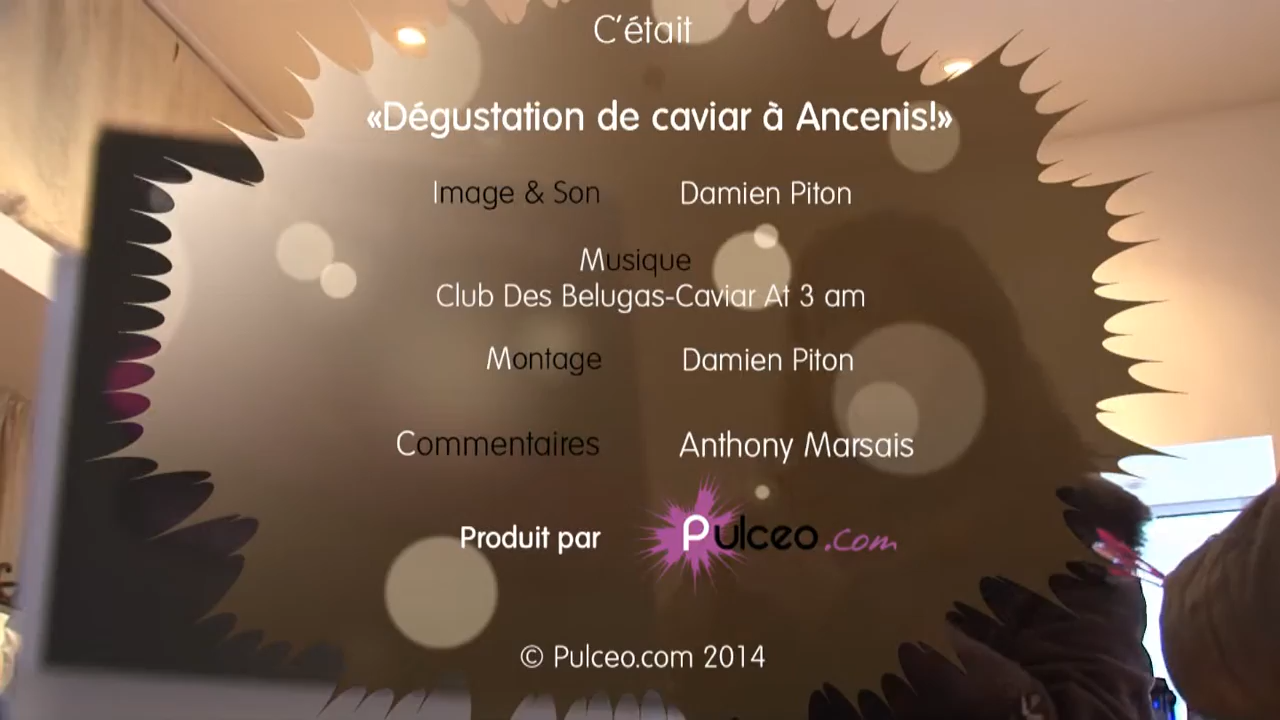 C'était
«Dégustation de caviar à Ancenis!»
Image & Son Damien Piton
Musique
Club Des Belugas-Caviar At 3 am
Montage Damien Piton
Commentaires Anthony Marsais
Produit par Pulceo.com
© Pulceo.com 2014